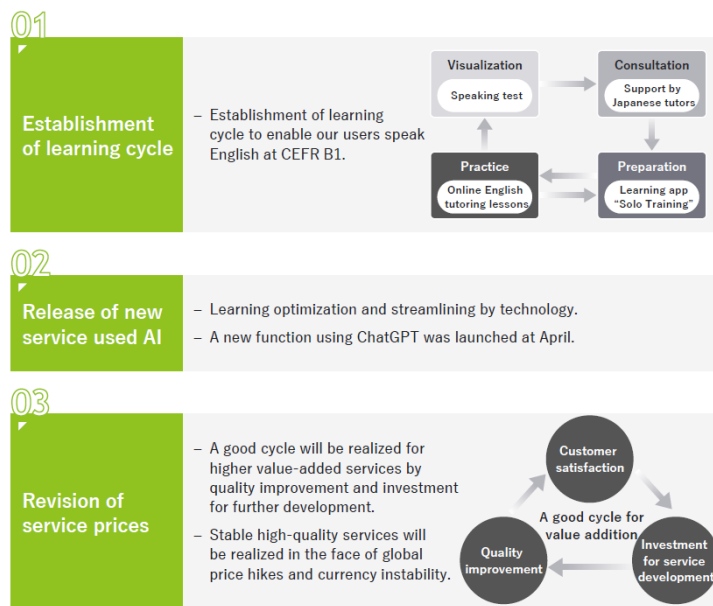 01
Establishment
of learning cycle
– Establishment of learning
cycle to enable our users speak
English at CEFR B1.
Visualization
Speaking test
Consultation
Support by
Japanese tutors
Practice
Online English
tutoring lessons
Preparation
Learning app
“Solo Training”
02
Release of new
service used AI
– Learning optimization and streamlining by technology.
– A new function using ChatGPT was launched at April.
03
Revision of
service prices
– A good cycle will be realized for
higher value-added services by
quality improvement and investment
for further development.
– Stable high-quality services will
be realized in the face of global
price hikes and currency instability.
Customer
satisfaction
A good cycle for
value addition
Quality
improvement
Investment
for service
development